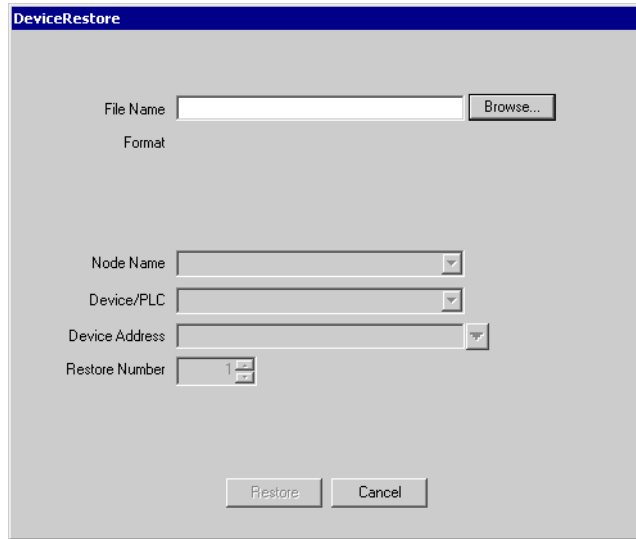 DeviceRestore
File Name
Browse...
Format
Node Name
Device/PLC
Device Address
Restore Number 1
Restore Cancel